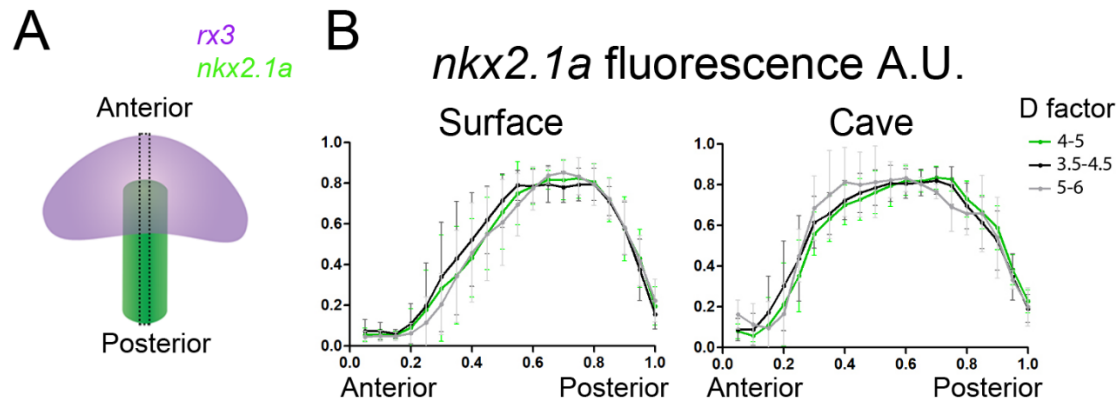 A
rx3
nkx2.1a
Anterior
Posterior
B
nkx2.1a fluorescence A.U.
Surface
1.0
0.8
0.6
0.4
0.2
0.0
0.0 0.2 0.4 0.6 0.8 1.0
Anterior Posterior
Cave
1.0
0.8
0.6
0.4
0.2
0.0
0.0 0.2 0.4 0.6 0.8 1.0
Anterior Posterior
D factor
4-5
3.5-4.5
5-6